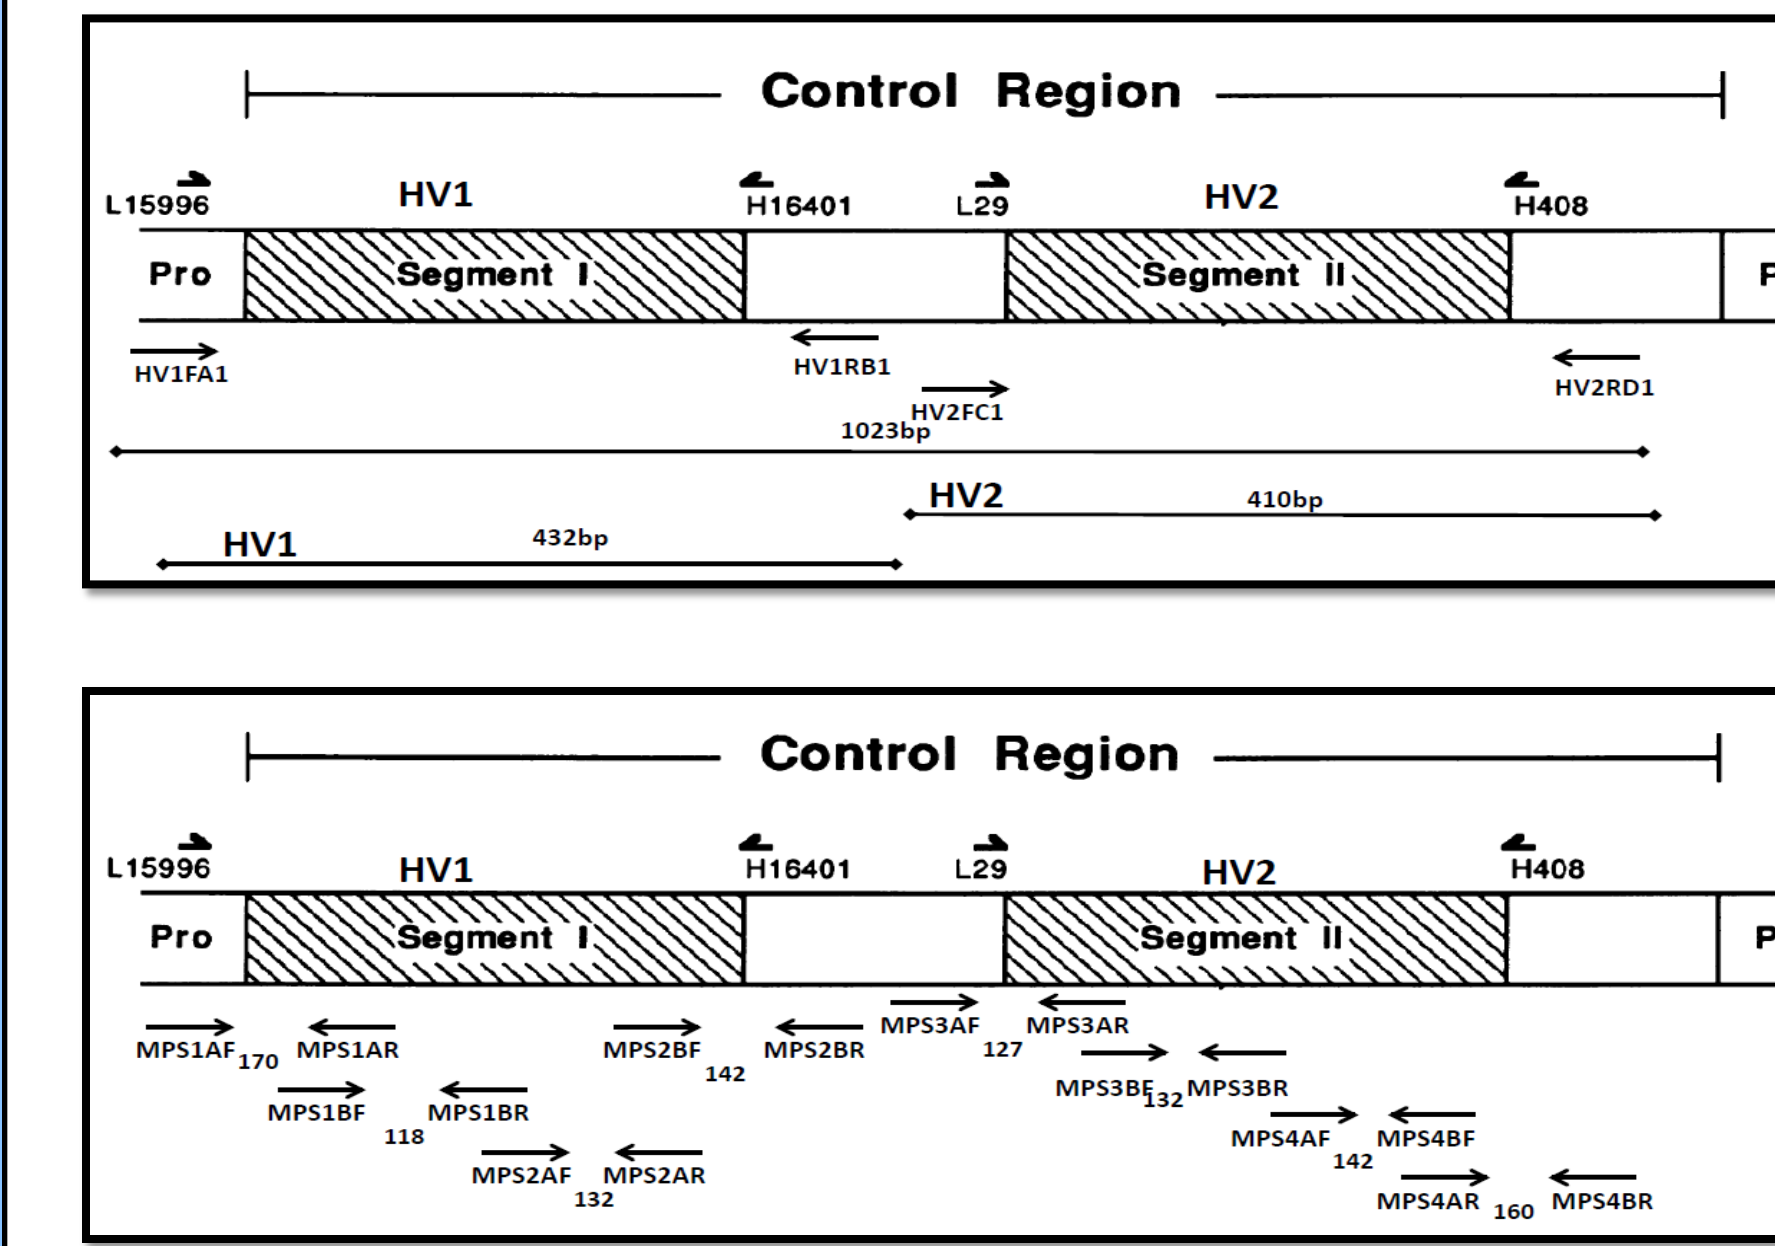 Control Region
L15996 HV1 H16401 L29 HV2 H408
Pro Segment I Segment II P
HV1FA1 HV1RB1 HV2RD1
HV2FC1
1023bp
HV2 410bp
HV1 432bp
Control Region
L15996 HV1 H16401 L29 HV2 H408
Pro Segment I Segment II P
MPS3AF MPS3AR
127
MPS1AF 170 MPS1AR MPS2BF 142 MPS2BR
MPS3BF 132 MPS3BR
MPS1BF 118 MPS1BR
MPS4AF 142 MPS4BF
MPS2AF 132 MPS2AR
MPS4AR 160 MPS4BR